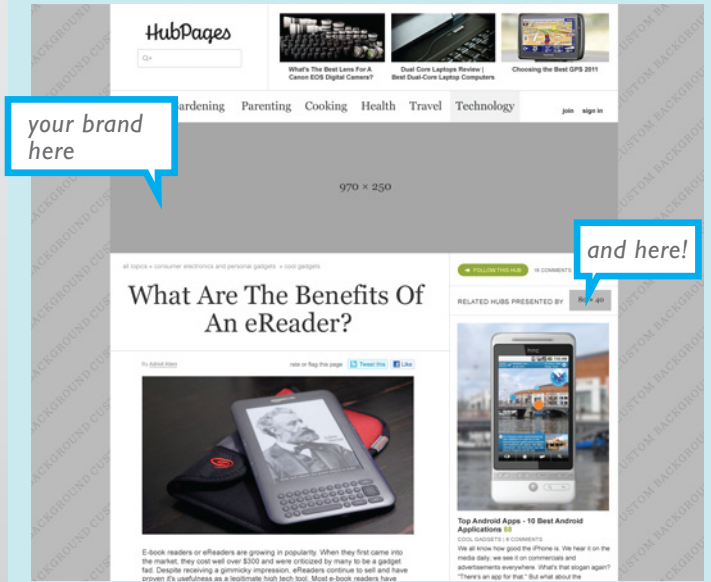 HubPages
What's The Best Lens For A
Canon EOS Digital Camera?
Dual Core Laptops Review |
Best Dual-Core Laptop Computers
Choosing the Best GPS 2011
ardening Parenting Cooking Health Travel Technology
join sign in
your brand
here
970 × 250
and here!
all topics » consumer electronics and personal gadgets » cool gadgets
FOLLOW THIS HUB
16 COMMENTS
What Are The Benefits Of
An eReader?
RELATED HUBS PRESENTED BY
By
rate or flag this page
Tweet this
Like
E-book readers or eReaders are growing in popularity. When they first came into
the market, they cost well over $300 and were criticized by many to be a gadget
fad. Despite receiving a gimmicky impression, eReaders continue to sell and have
proven it's usefulness as a legitimate high tech tool. Most e-book readers have
Top Android Apps - 10 Best Android
Applications 88
COOL GADGETS | 8 COMMENTS
We all know how good the iPhone is. We hear it on the
media daily; we see it on commercials and
advertisements everywhere. What's that slogan again?
"There's an app for that." But what about the
CUSTOM BACKGROUND